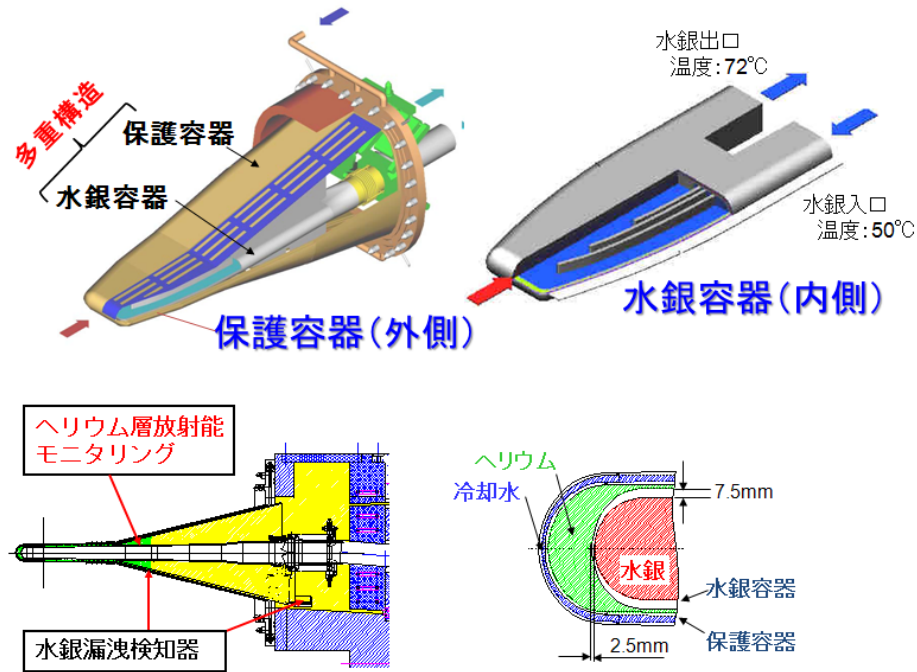 多重構造
保護容器
水銀容器
保護容器(外側)
水銀出口
温度:72℃
水銀入口
温度:50℃
水銀容器(内側)
ヘリウム層放射能
モニタリング
水銀漏洩検知器
ヘリウム
冷却水
7.5mm
水銀
水銀容器
保護容器
2.5mm